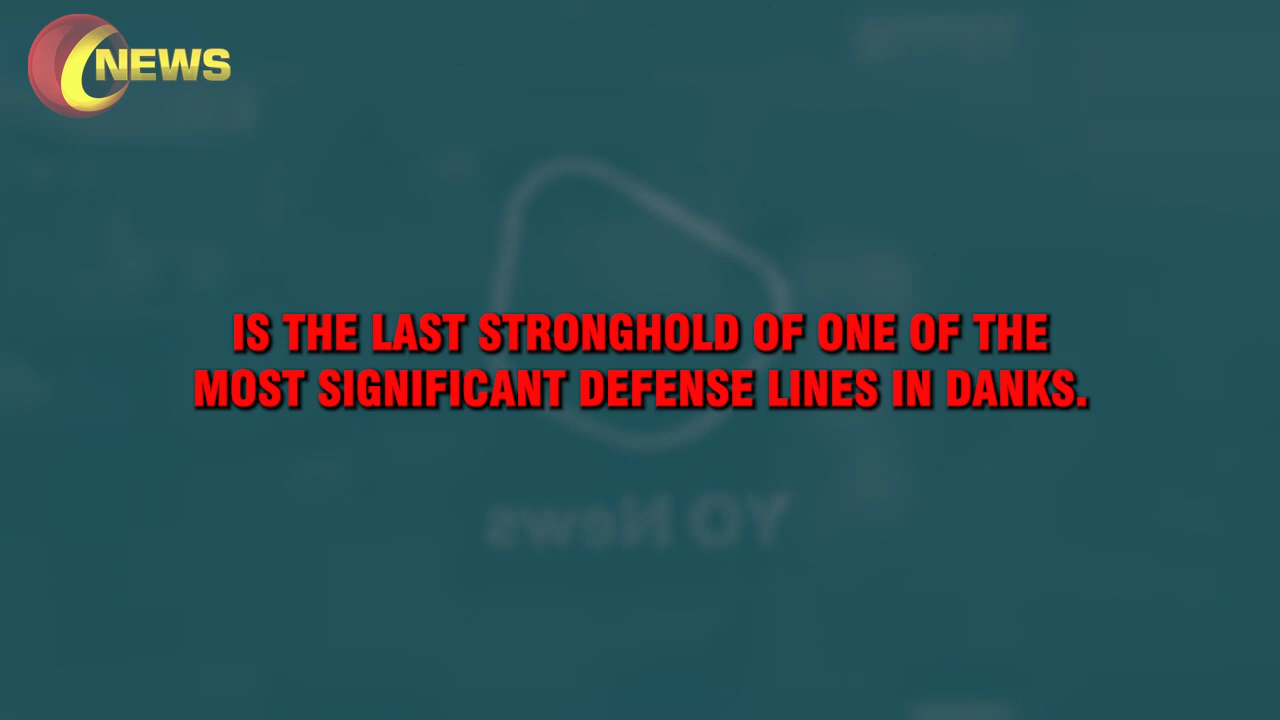 NEWS
IS THE LAST STRONGHOLD OF ONE OF THE
MOST SIGNIFICANT DEFENSE LINES IN DANKS.
YO News